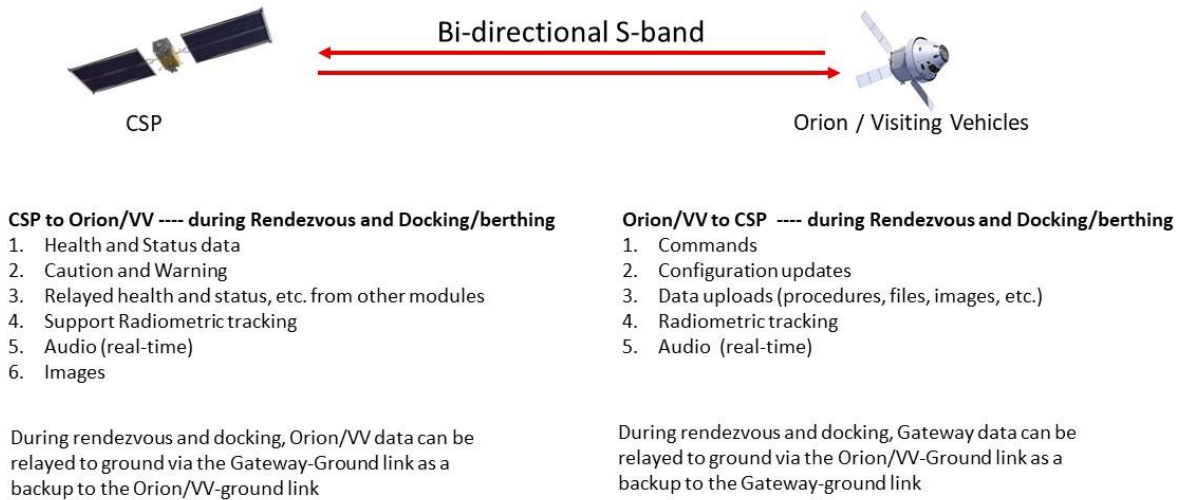 Bi-directional S-band
CSP
Orion / Visiting Vehicles
CSP to Orion/VV ---- during Rendezvous and Docking/berthing
1. Health and Status data
2. Caution and Warning
3. Relayed health and status, etc. from other modules
4. Support Radiometric tracking
5. Audio (real-time)
6. Images
During rendezvous and docking, Orion/VV data can be
relayed to ground via the Gateway-Ground link as a
backup to the Orion/VV-ground link
Orion/VV to CSP ---- during Rendezvous and Docking/berthing
1. Commands
2. Configuration updates
3. Data uploads (procedures, files, images, etc.)
4. Radiometric tracking
5. Audio (real-time)
During rendezvous and docking, Gateway data can be
relayed to ground via the Orion/VV-Ground link as a
backup to the Gateway-ground link